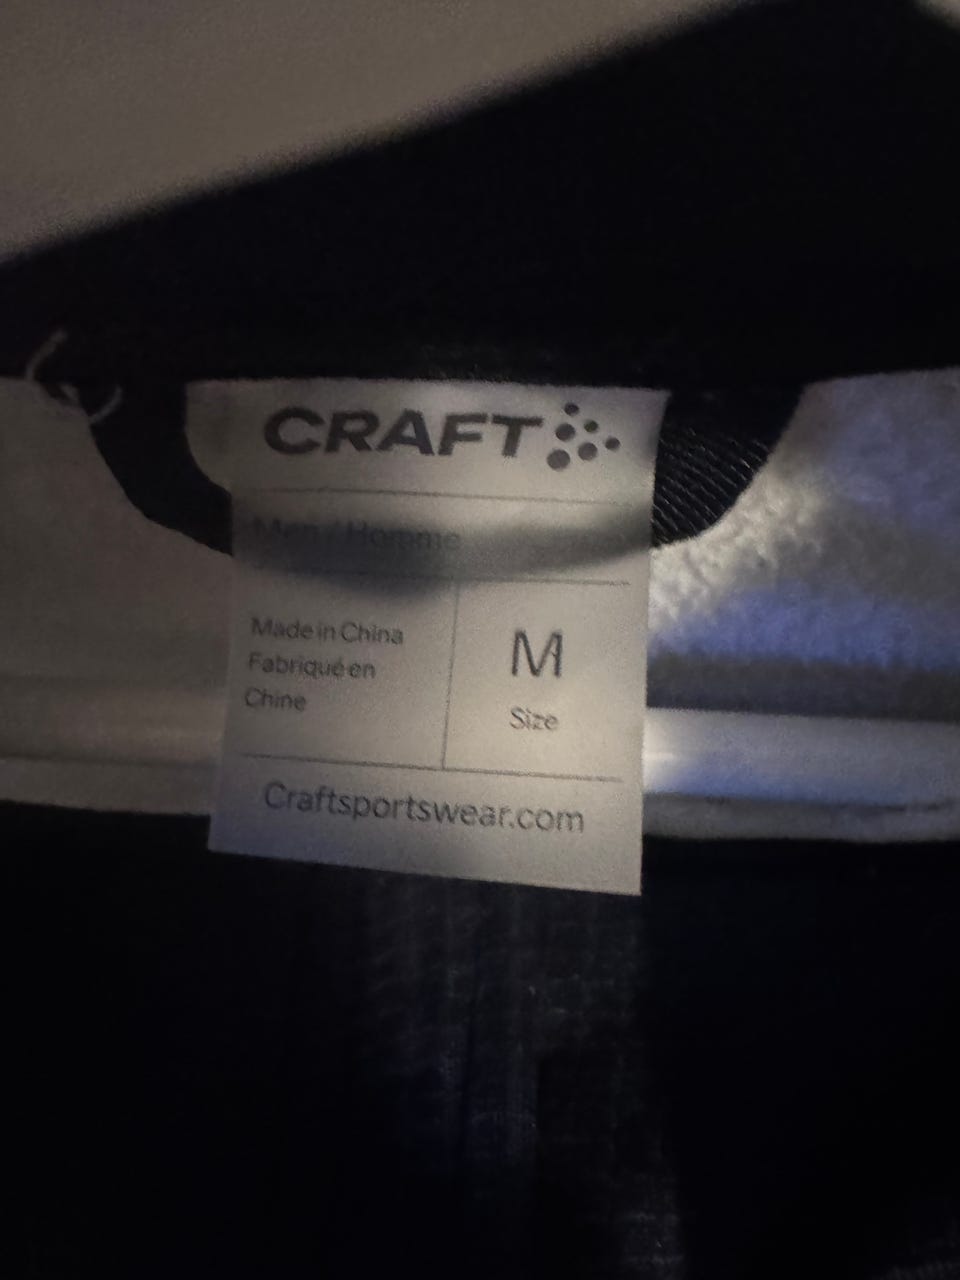 CRAFT
Men / Homme
Made in China
Fabriqué en
Chine
M
Size
Craftsportswear.com